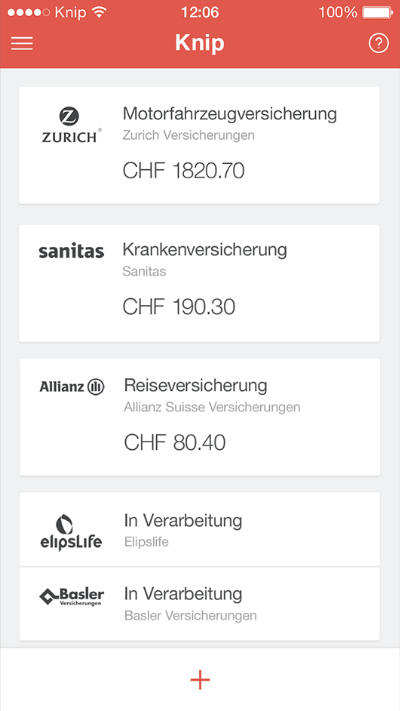 Knip 12:06 100%
Knip
?
ZURICH®
Motorfahrzeugversicherung
Zurich Versicherungen
CHF 1820.70
sanitas
Krankenversicherung
Sanitas
CHF 190.30
Allianz
Reiseversicherung
Allianz Suisse Versicherungen
CHF 80.40
elipsLife
In Verarbeitung
Elipslife
Basler
Versicherungen
In Verarbeitung
Basler Versicherungen
+